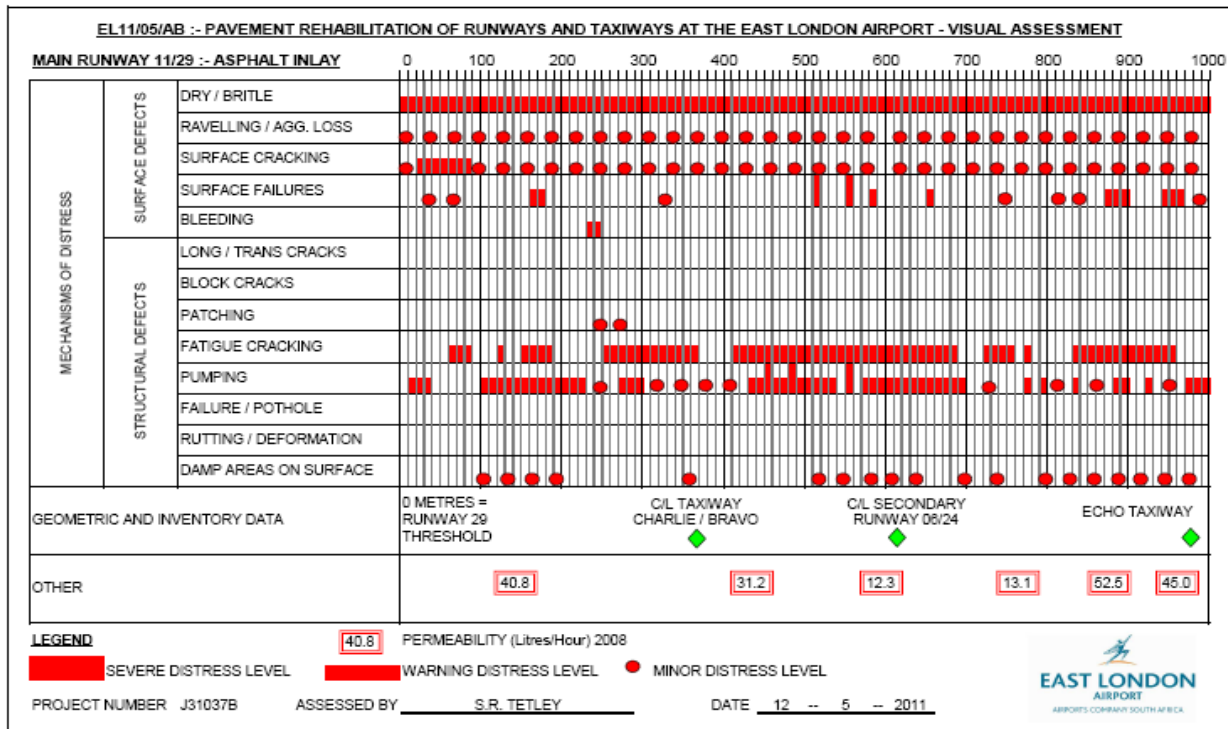 EL11/05/AB :- PAVEMENT REHABILITATION OF RUNWAYS AND TAXIWAYS AT THE EAST LONDON AIRPORT - VISUAL ASSESSMENT
MAIN RUNWAY 11/29 :- ASPHALT INLAY 0 100 200 300 400 500 600 700 800 900 1000
MECHANISMS OF DISTRESS
SURFACE DEFECTS
DRY / BRITLE
RAVELLING / AGG. LOSS
SURFACE CRACKING
SURFACE FAILURES
BLEEDING
STRUCTURAL DEFECTS
LONG / TRANS CRACKS
BLOCK CRACKS
PATCHING
FATIGUE CRACKING
PUMPING
FAILURE / POTHOLE
RUTTING / DEFORMATION
DAMP AREAS ON SURFACE
GEOMETRIC AND INVENTORY DATA
0 METRES =
RUNWAY 29
THRESHOLD
C/L TAXIWAY
CHARLIE / BRAVO
C/L SECONDARY
RUNWAY 06/24
ECHO TAXIWAY
OTHER 40.8 31.2 12.3 13.1 52.5 45.0
LEGEND 40.8 PERMEABILITY (Litres/Hour) 2008
SEVERE DISTRESS LEVEL WARNING DISTRESS LEVEL MINOR DISTRESS LEVEL
PROJECT NUMBER J31037B ASSESSED BY S.R. TETLEY DATE 12 -- 5 -- 2011
EAST LONDON
AIRPORT
AIRPORTS COMPANY SOUTH AFRICA